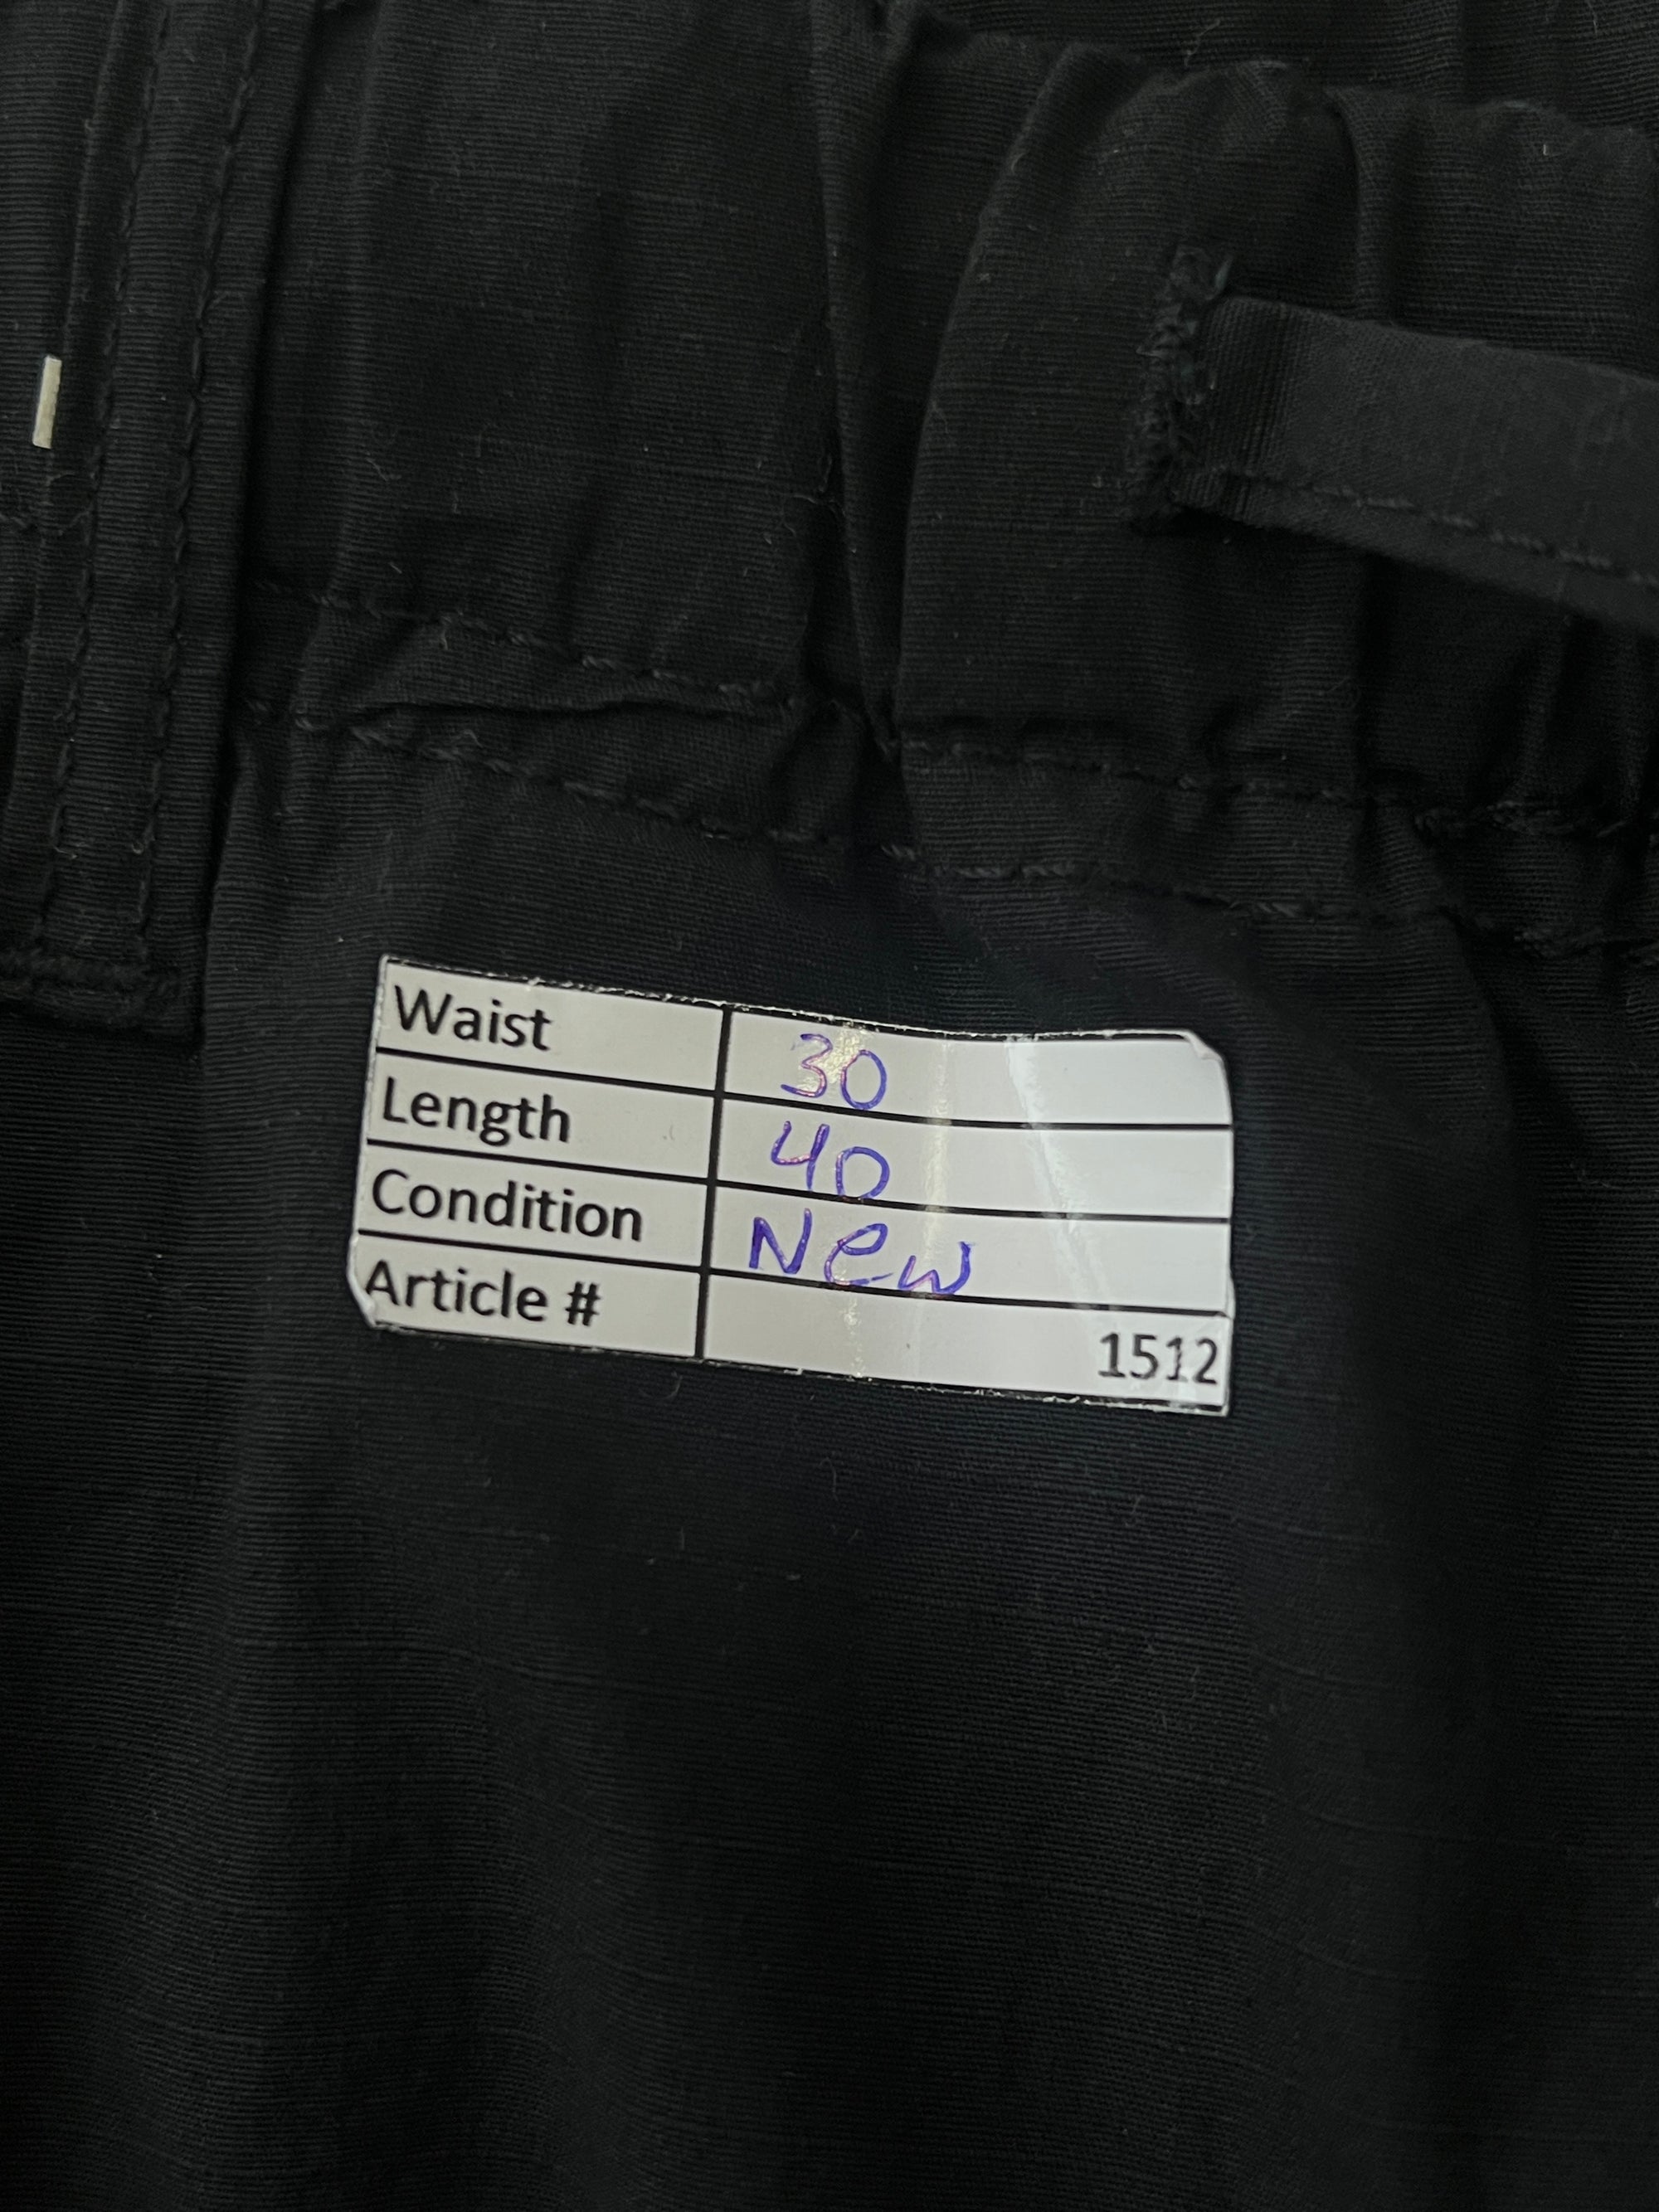 Waist 30
Length 40
Condition New
Article # 1512